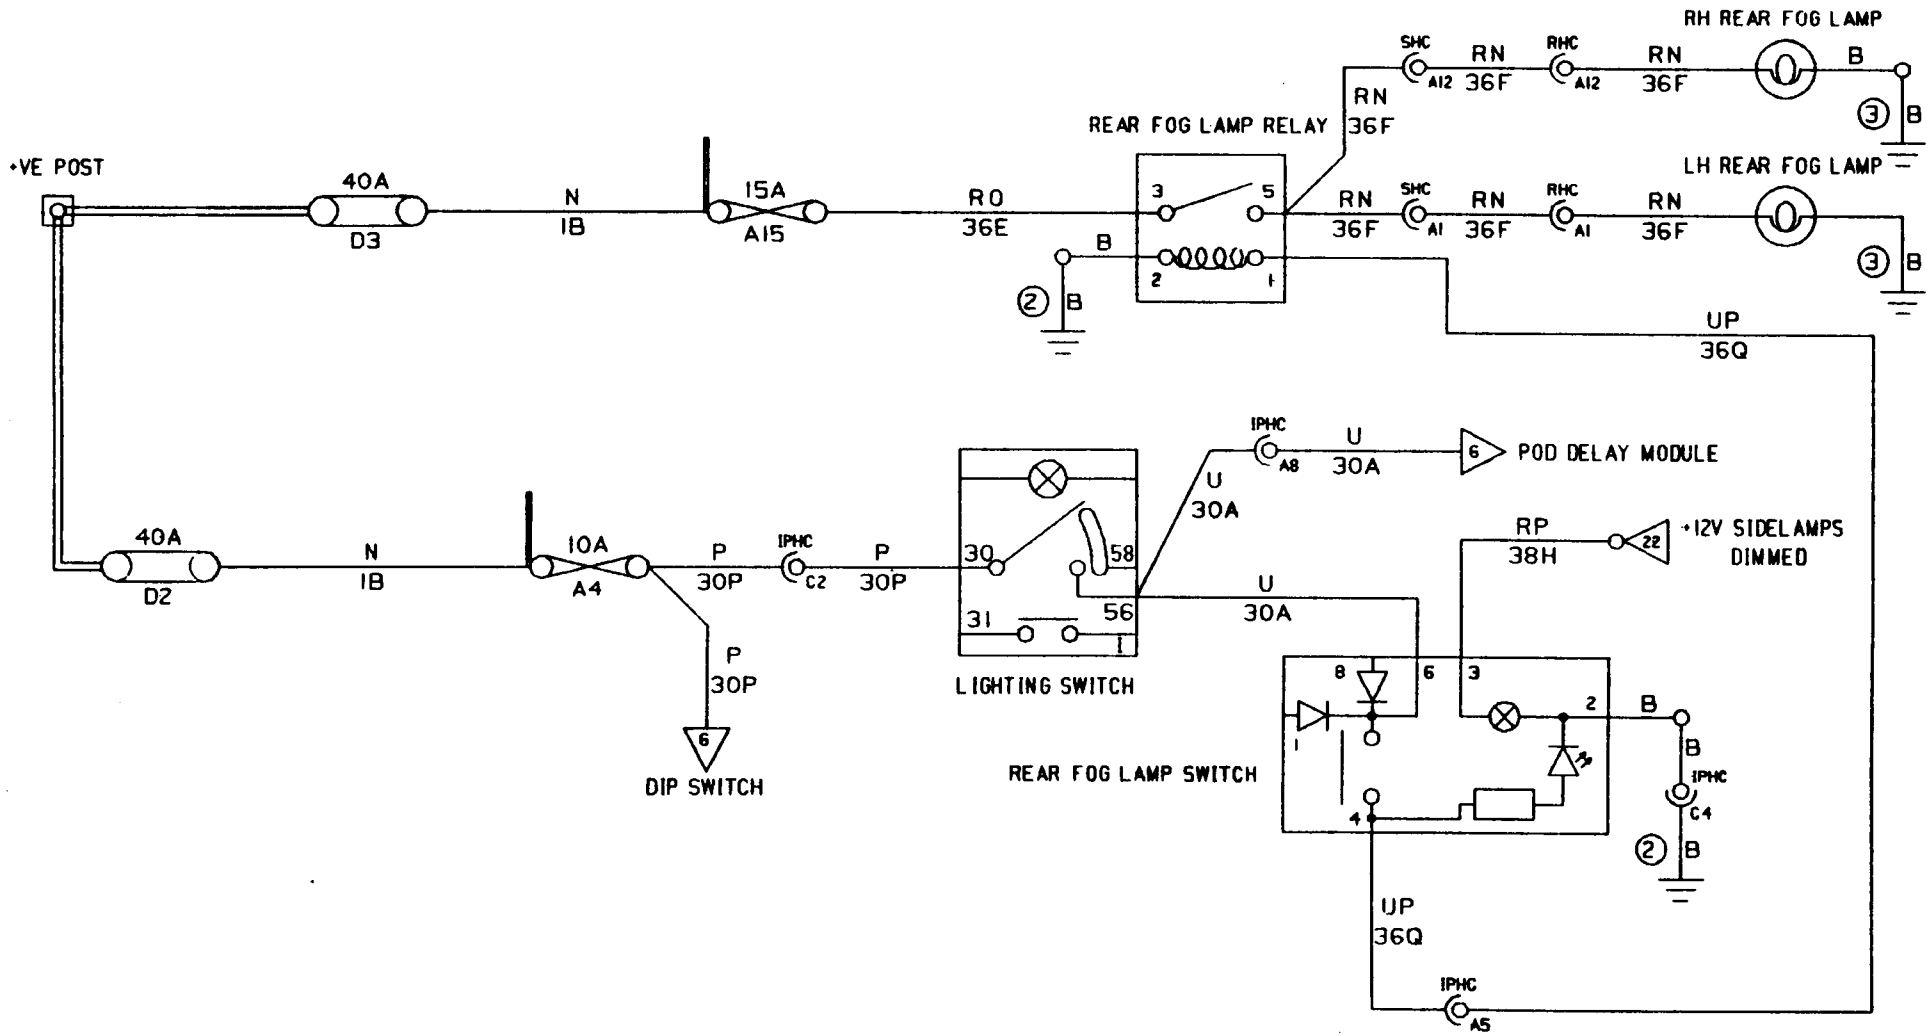 RH REAR FOG LAMP
SHC
A12
RN
36F
RHC
A12
RN
36F
B
3
B
RN
36F
REAR FOG LAMP RELAY
+VE POST
40A
D3
N
1B
15A
A15
RO
36E
3
5
2
1
B
2
B
RN
36F
SHC
A1
RN
36F
RHC
A1
RN
36F
LH REAR FOG LAMP
3
B
UP
36Q
IPHC
A8
U
30A
6
POD DELAY MODULE
U
30A
40A
D2
N
1B
10A
A4
P
30P
IPHC
C2
P
30P
30
58
56
31
I
LIGHTING SWITCH
U
30A
RP
38H
22
+12V SIDELAMPS
DIMMED
P
30P
6
DIP SWITCH
8
6
3
2
1
4
REAR FOG LAMP SWITCH
B
B
IPHC
C4
2
B
UP
36Q
IPHC
A5